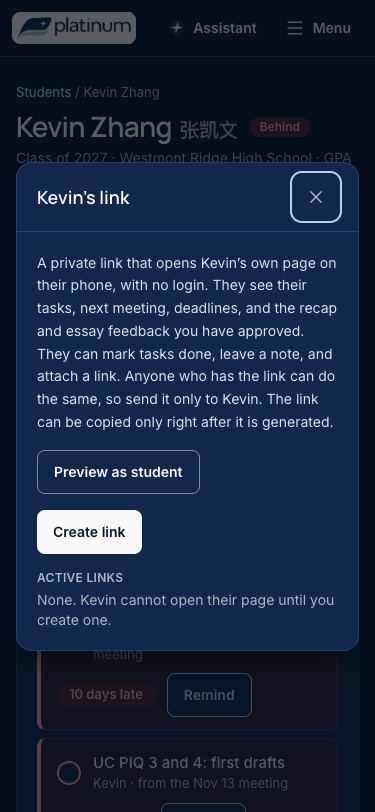 platinum
Assistant
Menu
Students / Kevin Zhang
Kevin Zhang 张凯文 Behind
Class of 2027 · Westmont Ridge High School · GPA
Kevin's link
A private link that opens Kevin's own page on
their phone, with no login. They see their
tasks, next meeting, deadlines, and the recap
and essay feedback you have approved.
They can mark tasks done, leave a note, and
attach a link. Anyone who has the link can do
the same, so send it only to Kevin. The link
can be copied only right after it is generated.
Preview as student
Create link
ACTIVE LINKS
None. Kevin cannot open their page until you
create one.
meeting
10 days late
Remind
UC PIQ 3 and 4: first drafts
Kevin · from the Nov 13 meeting